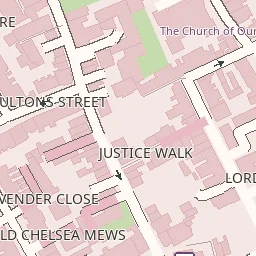 The Church of Our
ULTONS STREET
JUSTICE WALK
LORD
VENDER CLOSE
LD CHELSEA MEWS